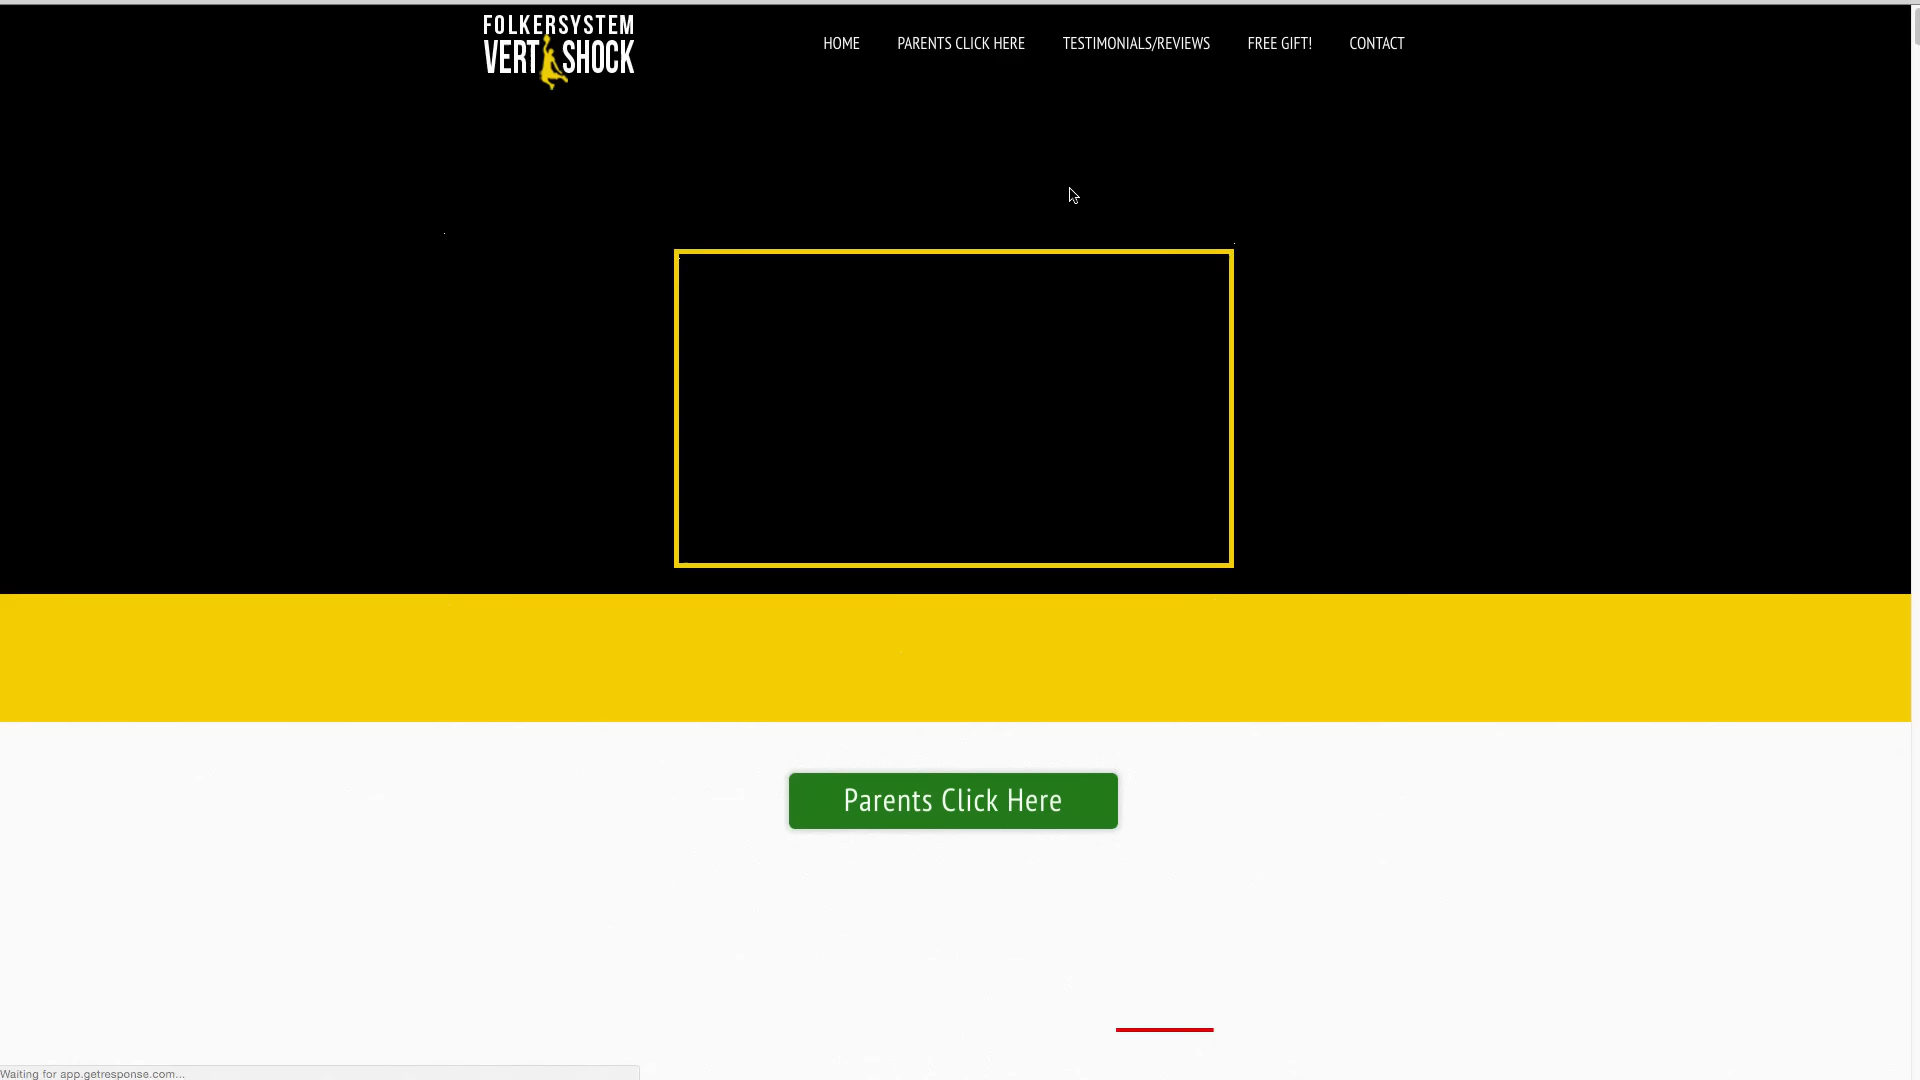 FOLKERSYSTEM
VERT SHOCK
HOME PARENTS CLICK HERE TESTIMONIALS/REVIEWS FREE GIFT! CONTACT
Parents Click Here
Waiting for app.getresponse.com...